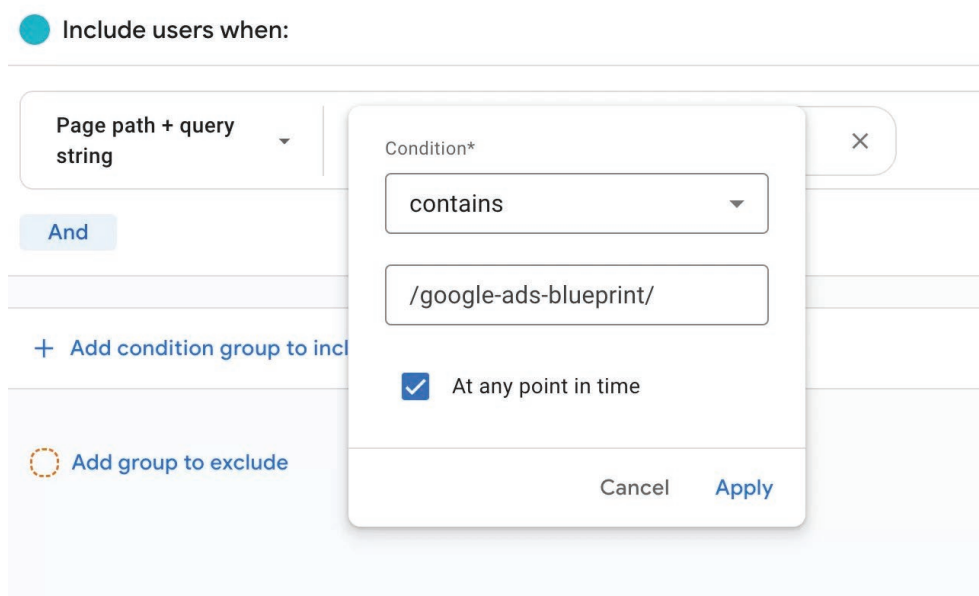 Include users when:
Page path + query
string
Condition*
contains
And
/google-ads-blueprint/
+ Add condition group to incl
At any point in time
Add group to exclude
Cancel Apply